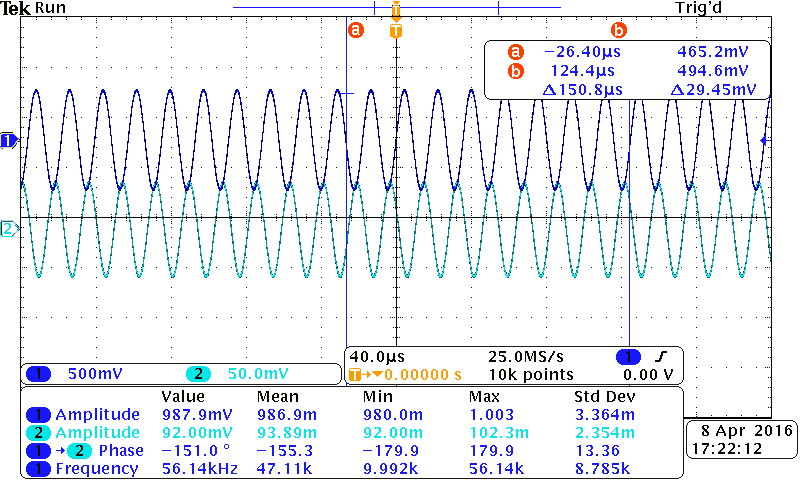 Tek Run Trig'd
a b
T
T
a −26.40µs 465.2mV
b 124.4µs 494.6mV
Δ150.8µs Δ29.45mV
1
2
1 500mV 2 50.0mV
40.0µs 25.0MS/s 1
T→▼0.00000 s 10k points 0.00 V
Value Mean Min Max Std Dev
1 Amplitude 987.9mV 986.9m 980.0m 1.003 3.364m
2 Amplitude 92.00mV 93.89m 92.00m 102.3m 2.354m
1→2 Phase −151.0 ° −155.3 −179.9 179.9 13.36
1 Frequency 56.14kHz 47.11k 9.992k 56.14k 8.785k
8 Apr 2016
17:22:12